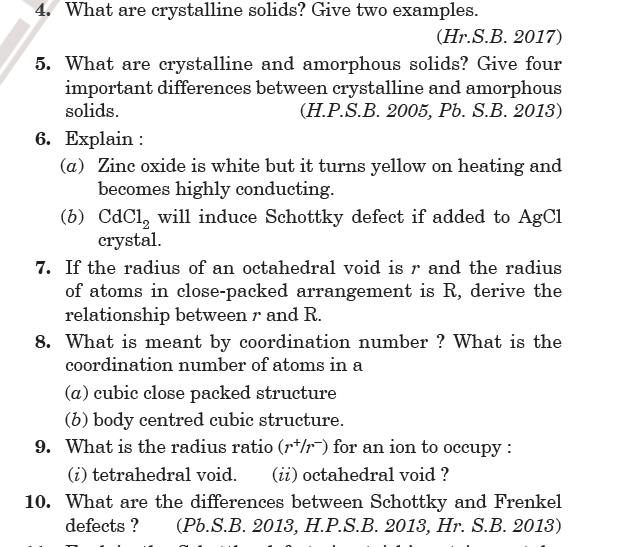 4. What are crystalline solids? Give two examples.
(Hr.S.B. 2017)
5. What are crystalline and amorphous solids? Give four
important differences between crystalline and amorphous
solids. (H.P.S.B. 2005, Pb. S.B. 2013)
6. Explain :
(a) Zinc oxide is white but it turns yellow on heating and
becomes highly conducting.
(b) CdCl₂ will induce Schottky defect if added to AgCl
crystal.
7. If the radius of an octahedral void is r and the radius
of atoms in close-packed arrangement is R, derive the
relationship between r and R.
8. What is meant by coordination number ? What is the
coordination number of atoms in a
(a) cubic close packed structure
(b) body centred cubic structure.
9. What is the radius ratio (r⁺/r⁻) for an ion to occupy :
(i) tetrahedral void. (ii) octahedral void ?
10. What are the differences between Schottky and Frenkel
defects ? (Pb.S.B. 2013, H.P.S.B. 2013, Hr. S.B. 2013)